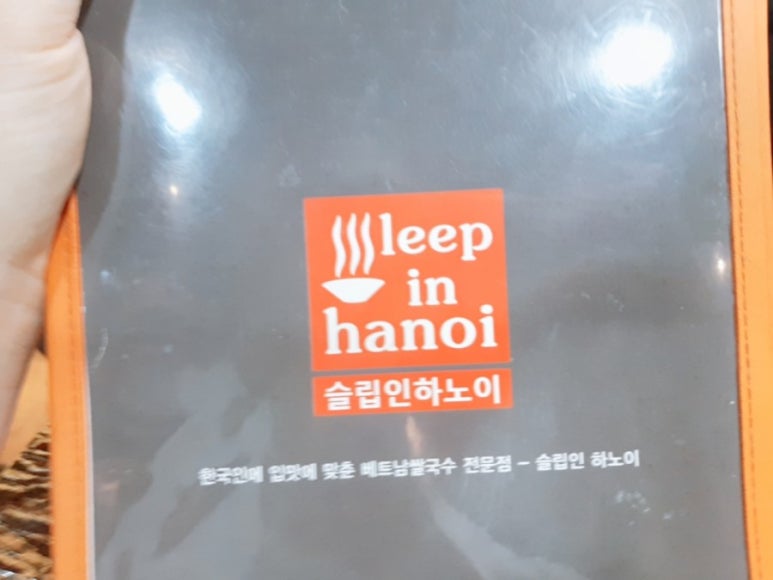 leep
in
hanoi
슬립인하노이
한국인에 입맛에 맞춘 베트남쌀국수 전문점 - 슬립인 하노이